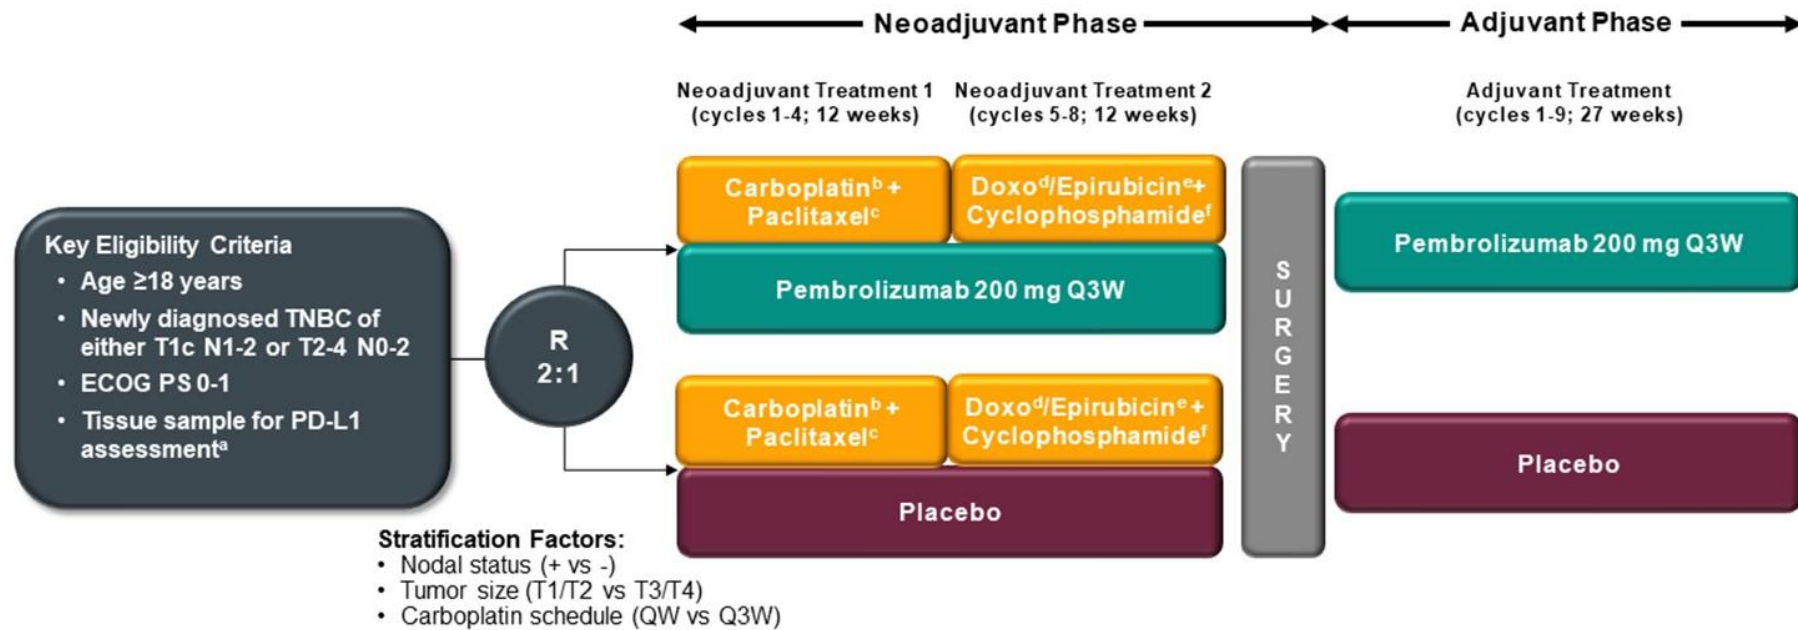 Neoadjuvant Phase
Adjuvant Phase
Neoadjuvant Treatment 1
(cycles 1-4; 12 weeks)
Neoadjuvant Treatment 2
(cycles 5-8; 12 weeks)
Adjuvant Treatment
(cycles 1-9; 27 weeks)
Key Eligibility Criteria
• Age ≥18 years
• Newly diagnosed TNBC of
either T1c N1-2 or T2-4 N0-2
• ECOG PS 0-1
• Tissue sample for PD-L1
assessmentᵃ
R
2:1
Carboplatinᵇ +
Paclitaxelᶜ
Doxoᵈ/Epirubicinᵉ+
Cyclophosphamideᶠ
Pembrolizumab 200 mg Q3W
Carboplatinᵇ +
Paclitaxelᶜ
Doxoᵈ/Epirubicinᵉ +
Cyclophosphamideᶠ
Placebo
SURGERY
Pembrolizumab 200 mg Q3W
Placebo
Stratification Factors:
• Nodal status (+ vs -)
• Tumor size (T1/T2 vs T3/T4)
• Carboplatin schedule (QW vs Q3W)